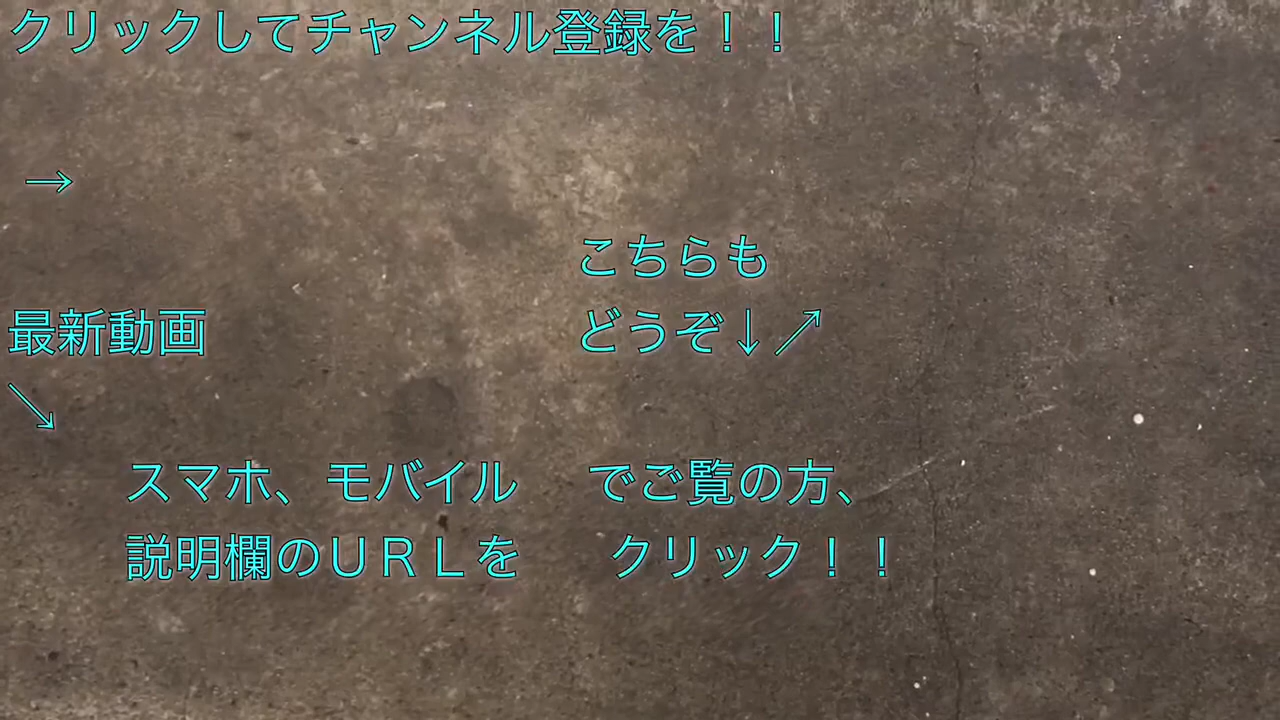 クリックしてチャンネル登録を！！
→
こちらも
最新動画 どうぞ↓↗
↘
スマホ、モバイル でご覧の方、
説明欄のＵＲＬを クリック！！